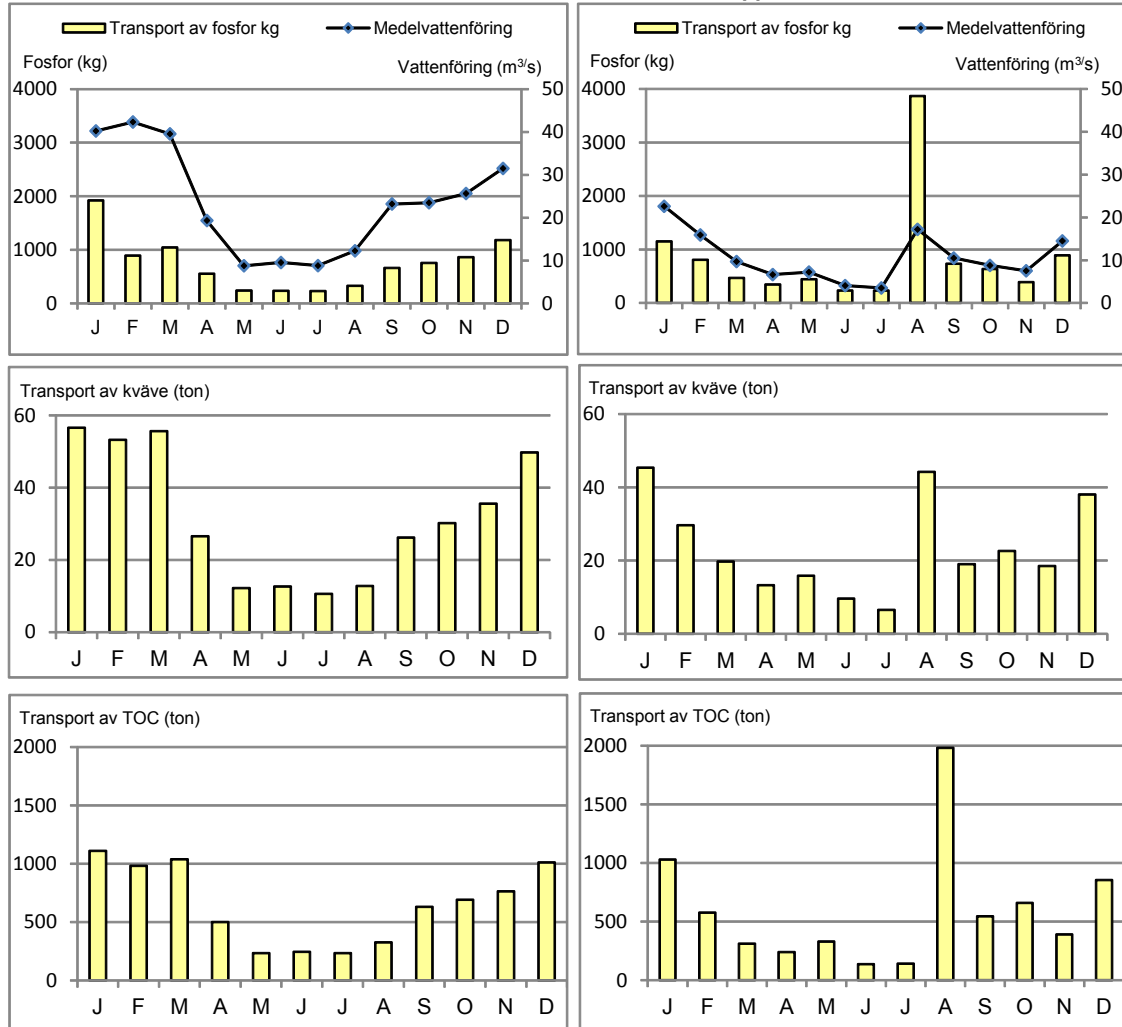 Transport av fosfor kg Medelvattenföring
Fosfor (kg) Vattenföring (m3/s)
4000 50
3000 40
30
2000
20
1000
10
0 0
J F M A M J J A S O N D
Transport av fosfor kg Medelvattenföring
Fosfor (kg) Vattenföring (m3/s)
4000 50
3000 40
30
2000
20
1000
10
0 0
J F M A M J J A S O N D
Transport av kväve (ton)
60
40
20
0
J F M A M J J A S O N D
Transport av kväve (ton)
60
40
20
0
J F M A M J J A S O N D
Transport av TOC (ton)
2000
1500
1000
500
0
J F M A M J J A S O N D
Transport av TOC (ton)
2000
1500
1000
500
0
J F M A M J J A S O N D